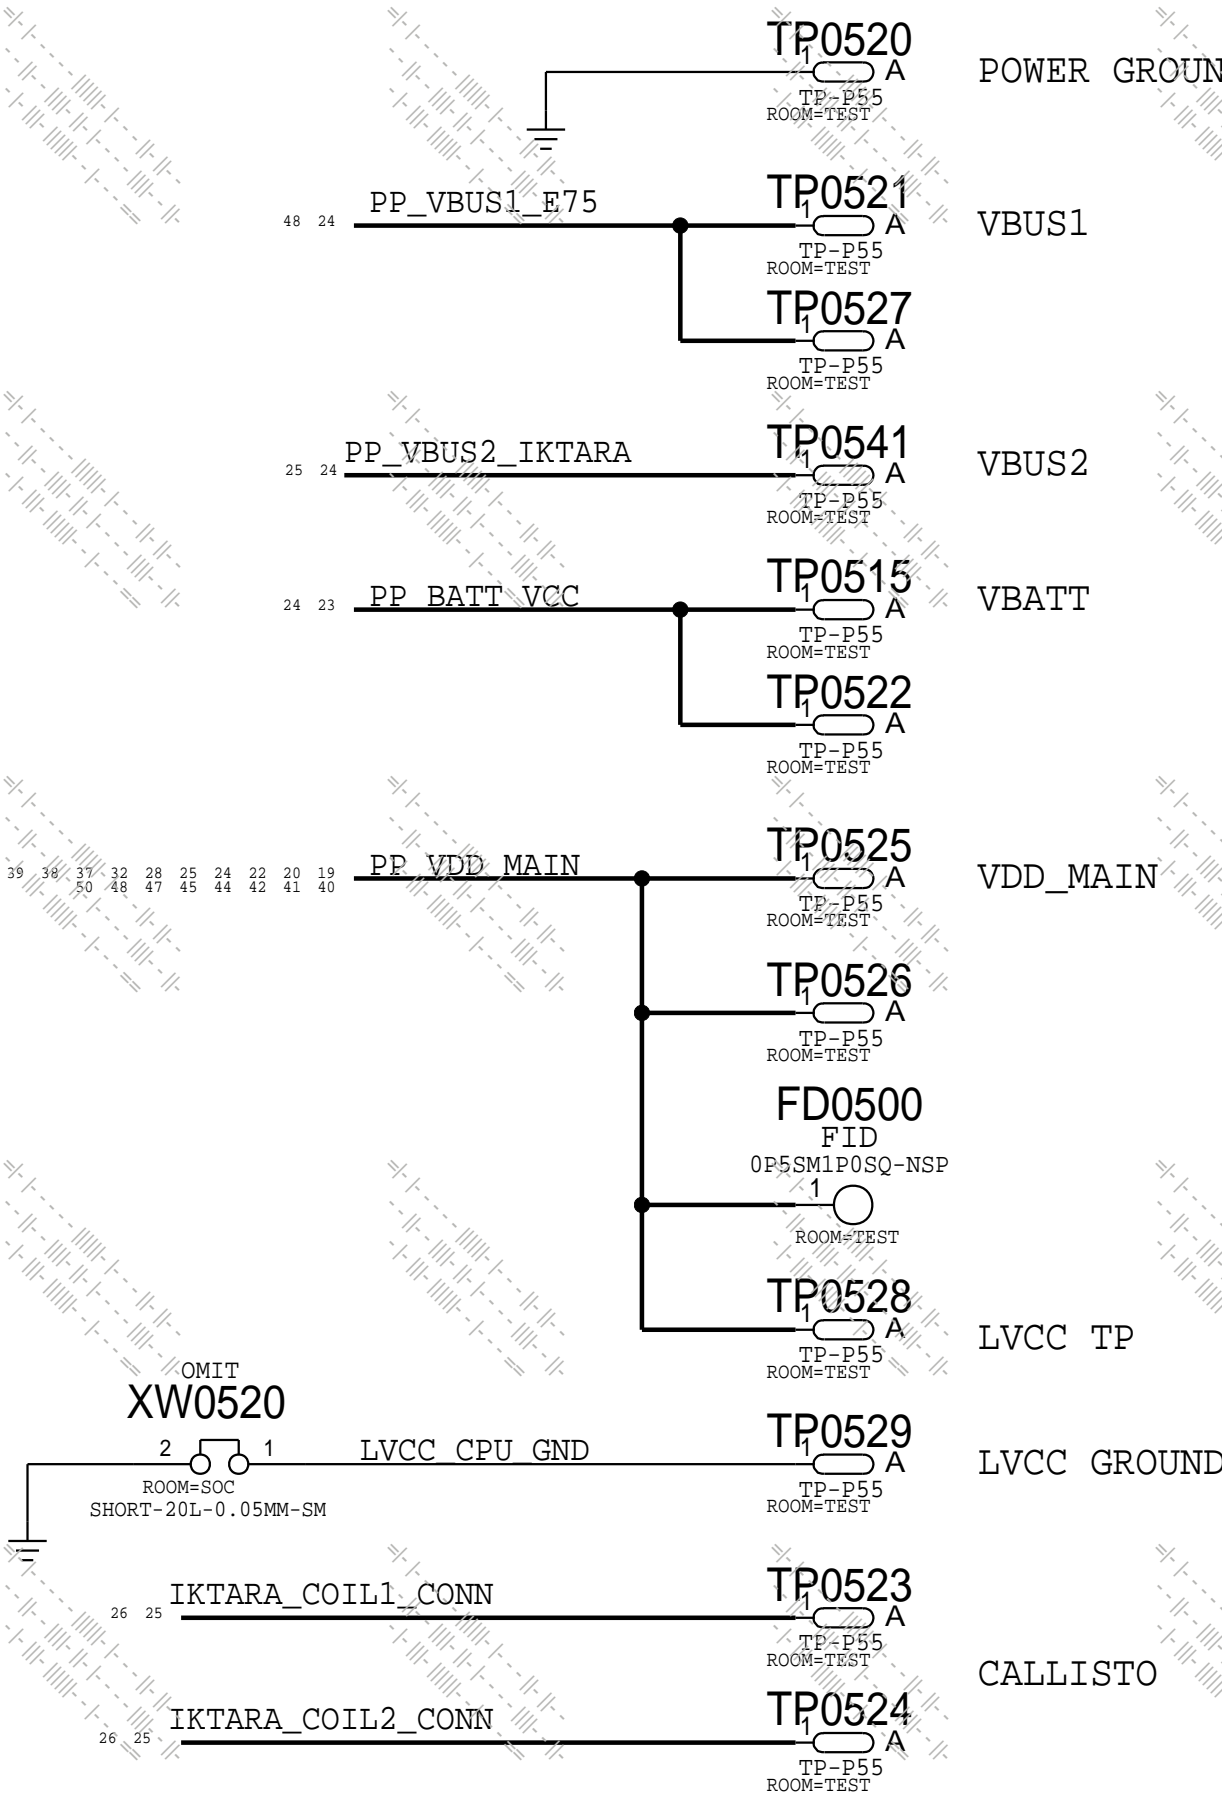 TP0520
1 A POWER GROUN
TP-P55
ROOM=TEST
PP_VBUS1_E75 TP0521
48 24 1 A VBUS1
TP-P55
ROOM=TEST
TP0527
1 A
TP-P55
ROOM=TEST
PP_VBUS2_IKTARA TP0541
25 24 1 A VBUS2
TP-P55
ROOM=TEST
PP_BATT_VCC TP0515
24 23 1 A VBATT
TP-P55
ROOM=TEST
TP0522
1 A
TP-P55
ROOM=TEST
PP_VDD_MAIN TP0525
39 38 37 32 28 25 24 22 20 19 1 A VDD_MAIN
50 48 47 45 44 42 41 40
TP-P55
ROOM=TEST
TP0526
1 A
TP-P55
ROOM=TEST
FD0500
FID
0P5SM1P0SQ-NSP
1
ROOM=TEST
TP0528
1 A LVCC TP
TP-P55
ROOM=TEST
OMIT
XW0520
2 1 LVCC_CPU_GND TP0529
1 A LVCC GROUND
ROOM=SOC
SHORT-20L-0.05MM-SM
TP-P55
ROOM=TEST
IKTARA_COIL1_CONN TP0523
26 25 1 A
TP-P55
ROOM=TEST
CALLISTO
IKTARA_COIL2_CONN TP0524
26 25 1 A
TP-P55
ROOM=TEST